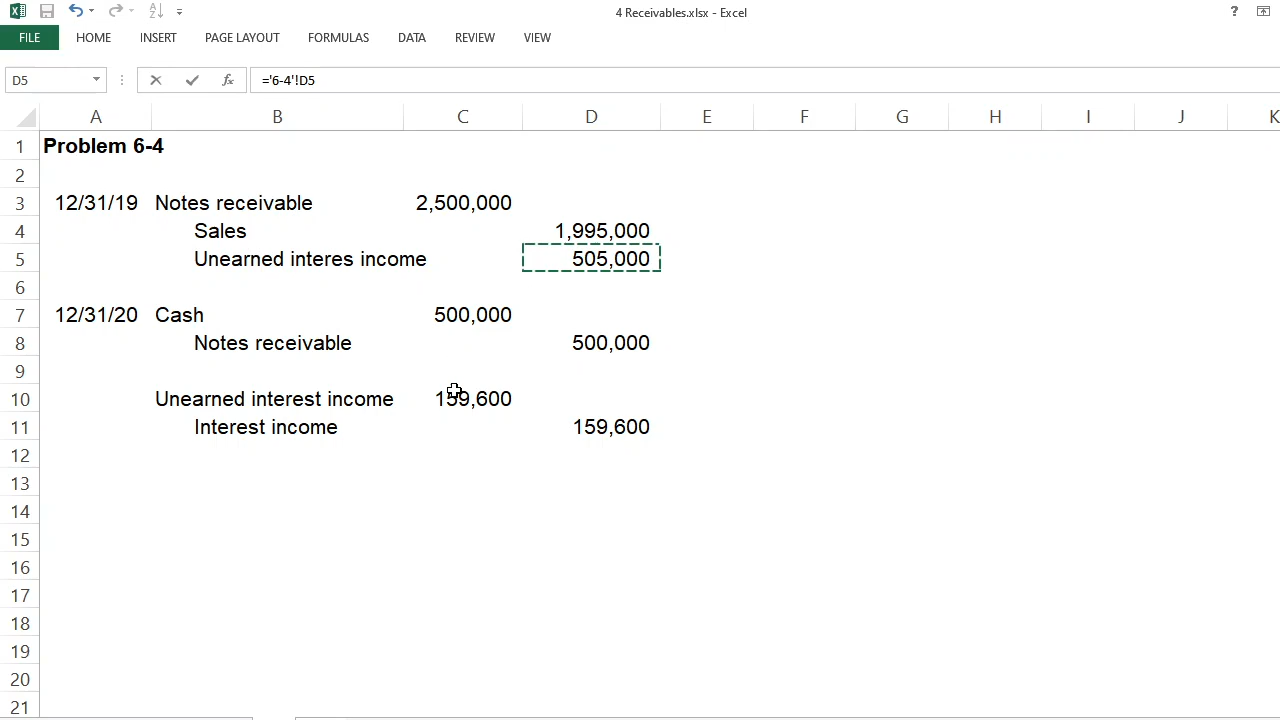 4 Receivables.xlsx - Excel
?
FILE HOME INSERT PAGE LAYOUT FORMULAS DATA REVIEW VIEW
D5 fx ='6-4'!D5
A B C D E F G H I J K
1 Problem 6-4
2
3 12/31/19 Notes receivable 2,500,000
4 Sales 1,995,000
5 Unearned interes income 505,000
6
7 12/31/20 Cash 500,000
8 Notes receivable 500,000
9
10 Unearned interest income 159,600
11 Interest income 159,600
12
13
14
15
16
17
18
19
20
21